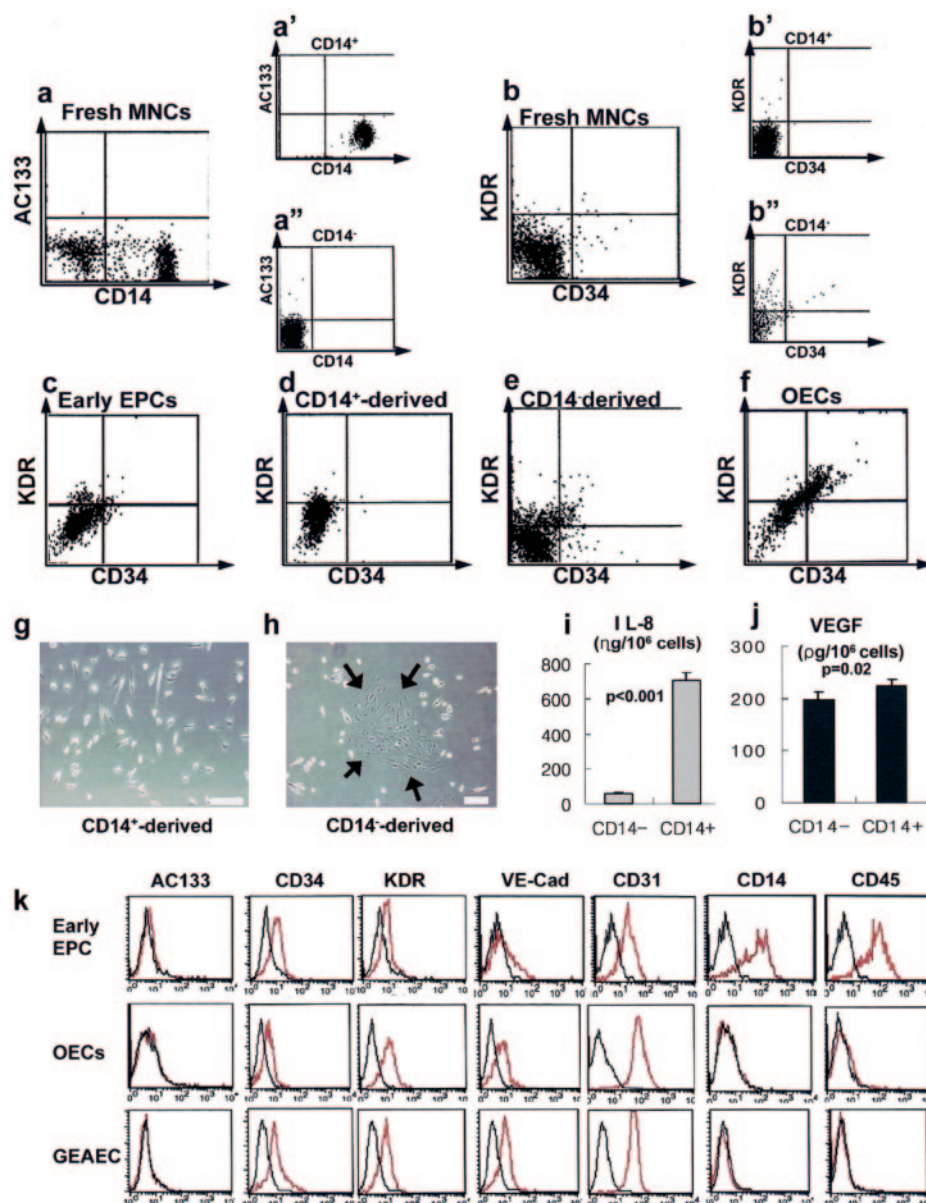 a
Fresh MNCs
AC133
CD14
a'
CD14+
AC133
CD14
a"
CD14-
AC133
CD14
b
Fresh MNCs
KDR
CD34
b'
CD14+
KDR
CD34
b"
CD14-
KDR
CD34
c
Early EPCs
KDR
CD34
d
CD14+-derived
KDR
CD34
e
CD14-derived
KDR
CD34
f
OECs
KDR
CD34
g
CD14+-derived
h
CD14--derived
i
IL-8
(ηg/10⁶ cells)
p<0.001
800
600
400
200
0
CD14−
CD14+
j
VEGF
(ρg/10⁶ cells)
p=0.02
300
200
100
0
CD14−
CD14+
k
AC133 CD34 KDR VE-Cad CD31 CD14 CD45
Early
EPC
OECs
GEAEC